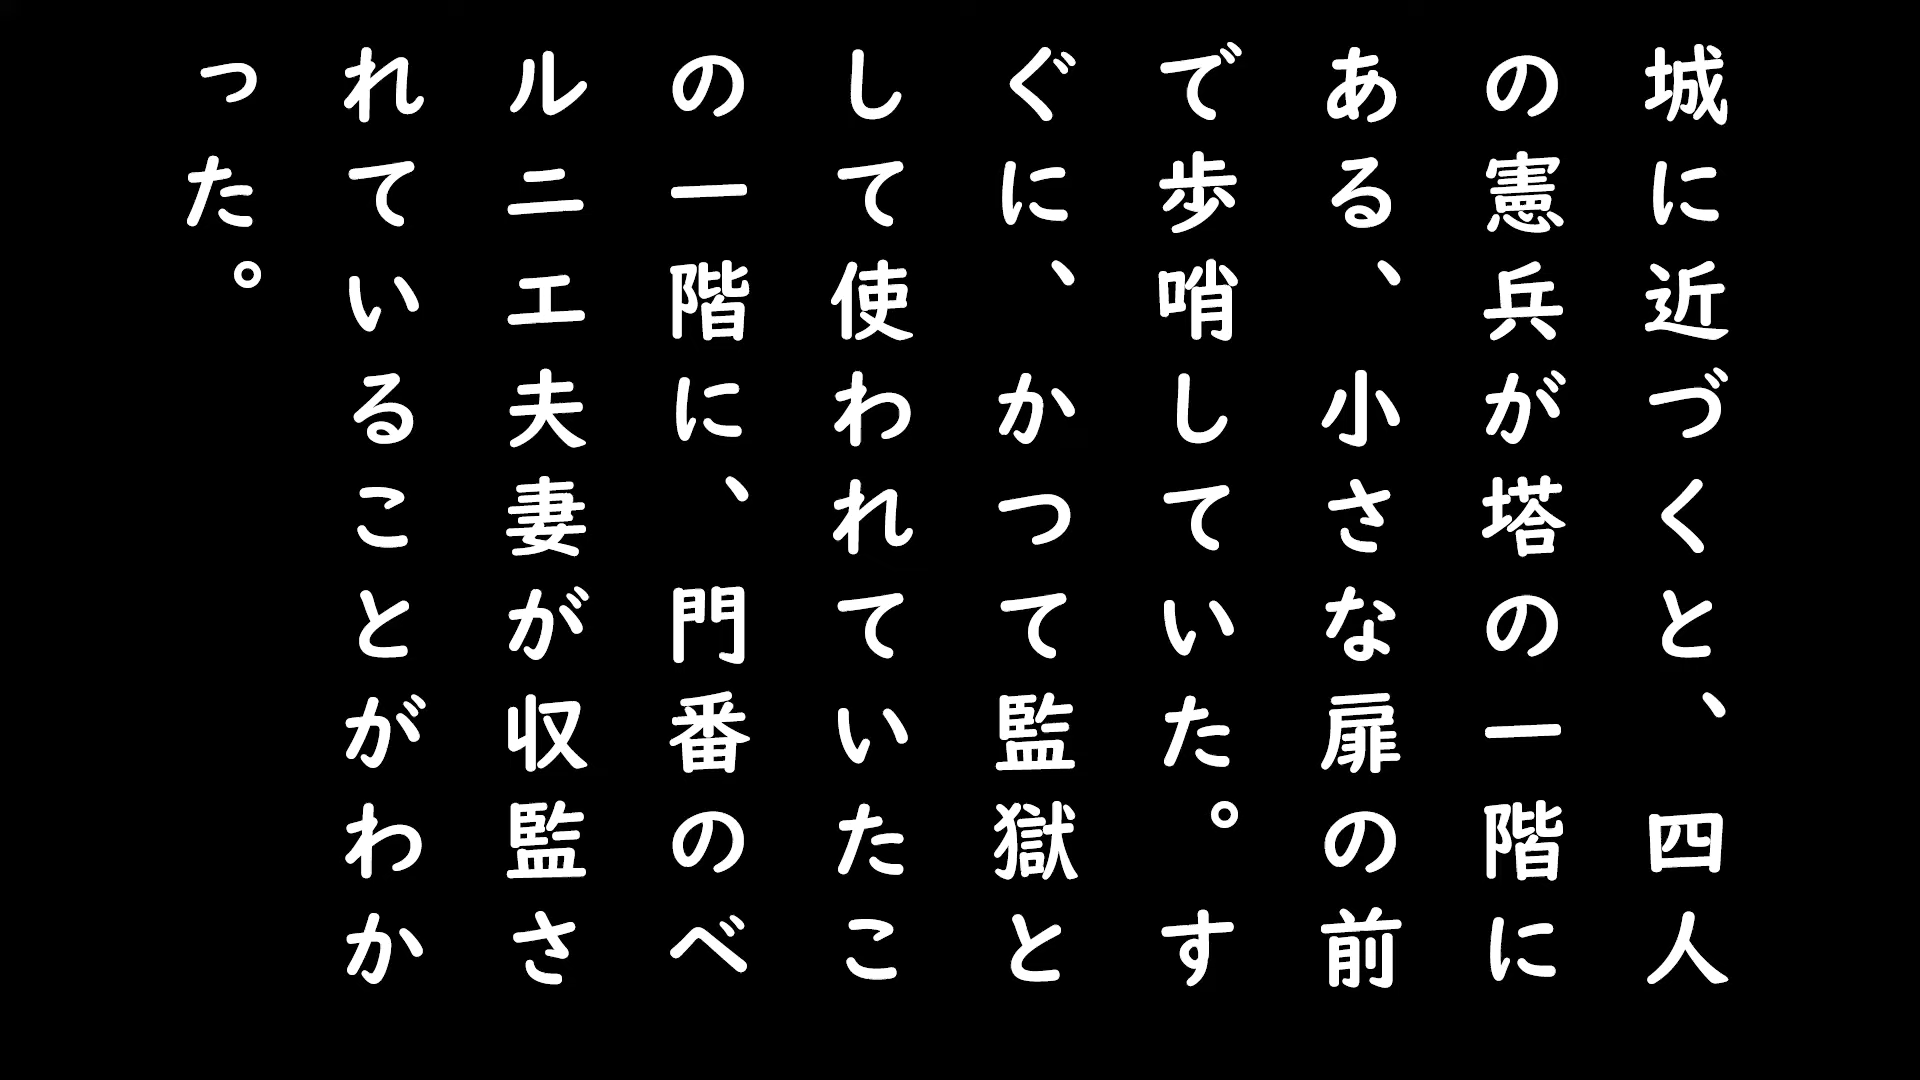 城に近づくと、四人
の憲兵が塔の一階に
ある、小さな扉の前
で歩哨していた。す
ぐに、かつて監獄と
して使われていたこ
の一階に、門番のべ
ルニエ夫妻が収監さ
れていることがわか
った。